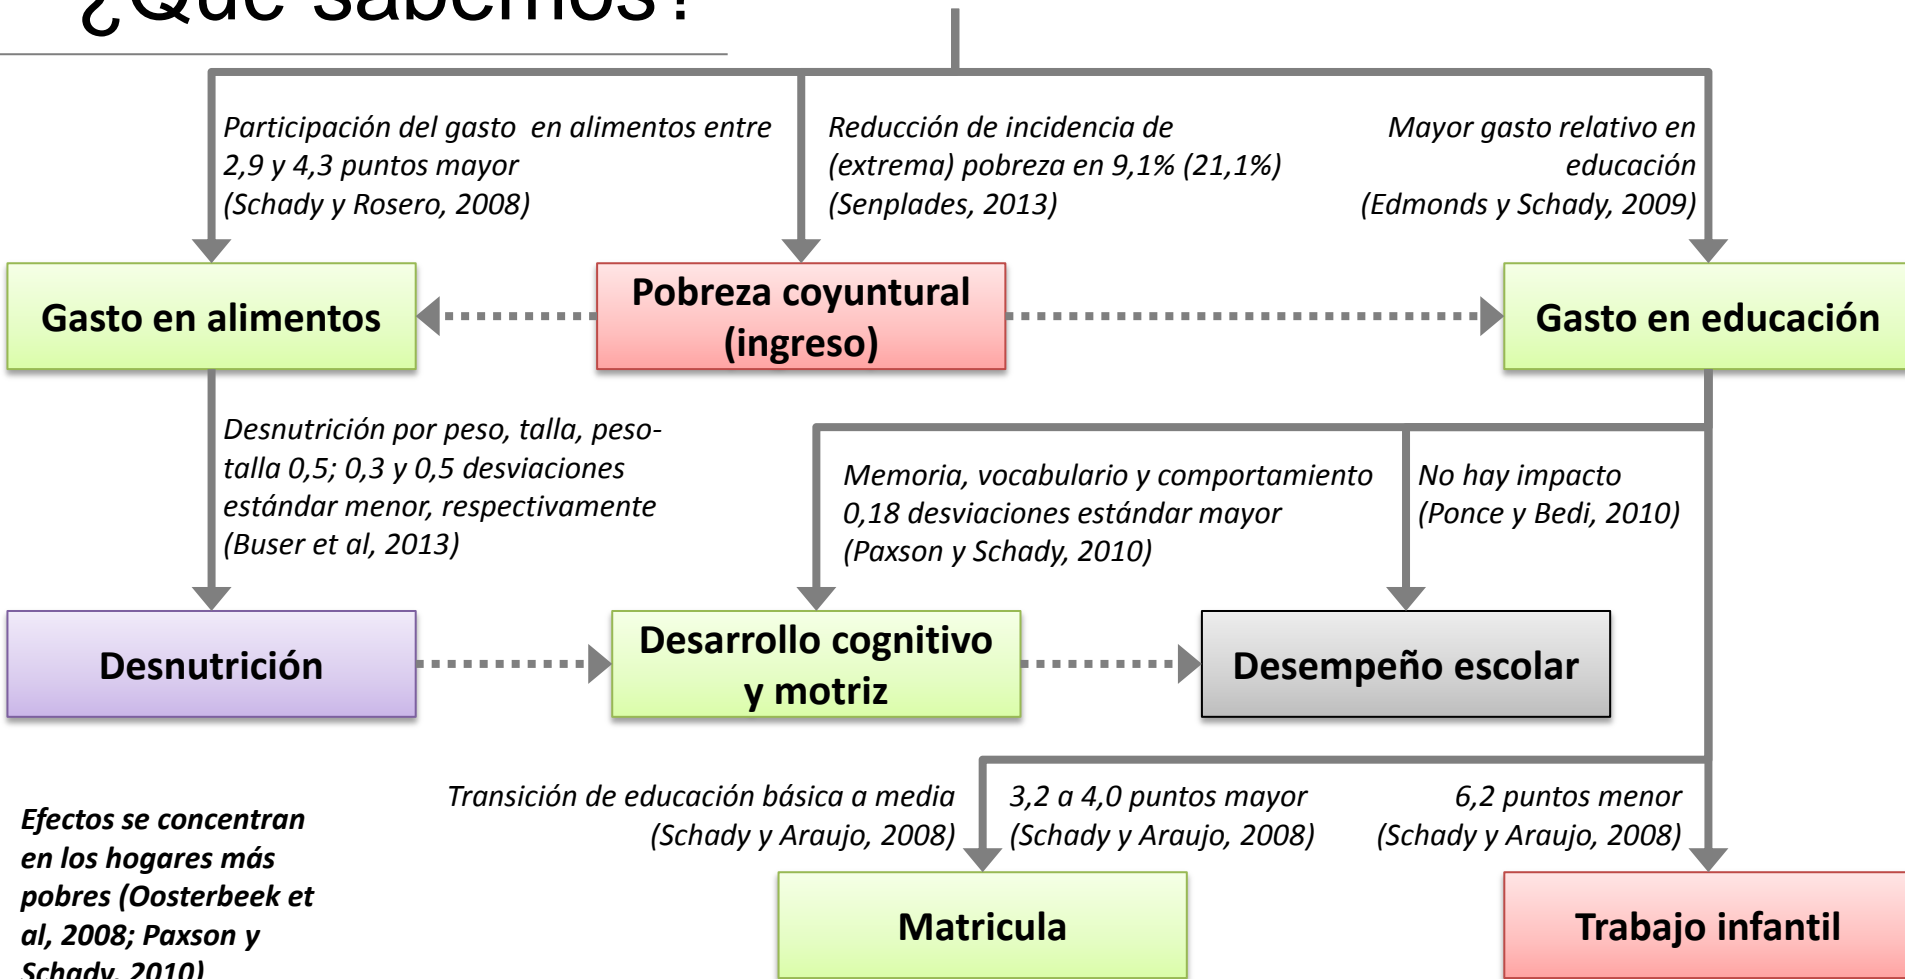 ¿Qué sabemos?
Participación del gasto en alimentos entre
2,9 y 4,3 puntos mayor
(Schady y Rosero, 2008)
Reducción de incidencia de
(extrema) pobreza en 9,1% (21,1%)
(Senplades, 2013)
Mayor gasto relativo en
educación
(Edmonds y Schady, 2009)
Gasto en alimentos
Pobreza coyuntural
(ingreso)
Gasto en educación
Desnutrición por peso, talla, peso-
talla 0,5; 0,3 y 0,5 desviaciones
estándar menor, respectivamente
(Buser et al, 2013)
Memoria, vocabulario y comportamiento
0,18 desviaciones estándar mayor
(Paxson y Schady, 2010)
No hay impacto
(Ponce y Bedi, 2010)
Desnutrición
Desarrollo cognitivo
y motriz
Desempeño escolar
Transición de educación básica a media
(Schady y Araujo, 2008)
3,2 a 4,0 puntos mayor
(Schady y Araujo, 2008)
6,2 puntos menor
(Schady y Araujo, 2008)
Efectos se concentran
en los hogares más
pobres (Oosterbeek et
al, 2008; Paxson y
Schady, 2010)
Matricula
Trabajo infantil